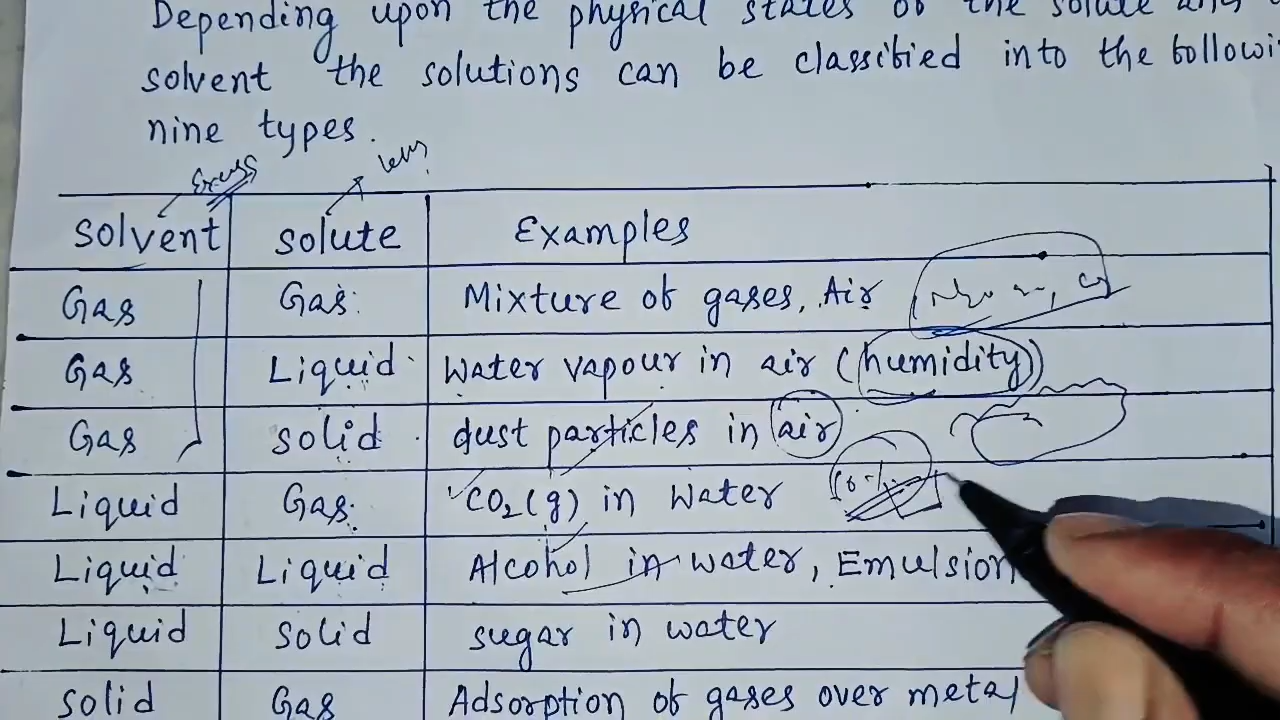 Depending upon the physical states of the solute and
solvent the solutions can be classified into the followi
nine types.
Excess
less
Solvent Solute Examples
Gas Gas Mixture of gases, Air
Gas Liquid Water vapour in air (humidity)
Gas Solid dust particles in air
Liquid Gas CO₂(g) in water
Liquid Liquid Alcohol in water, Emulsion
Liquid Solid sugar in water
Solid Gas Adsorption of gases over metal